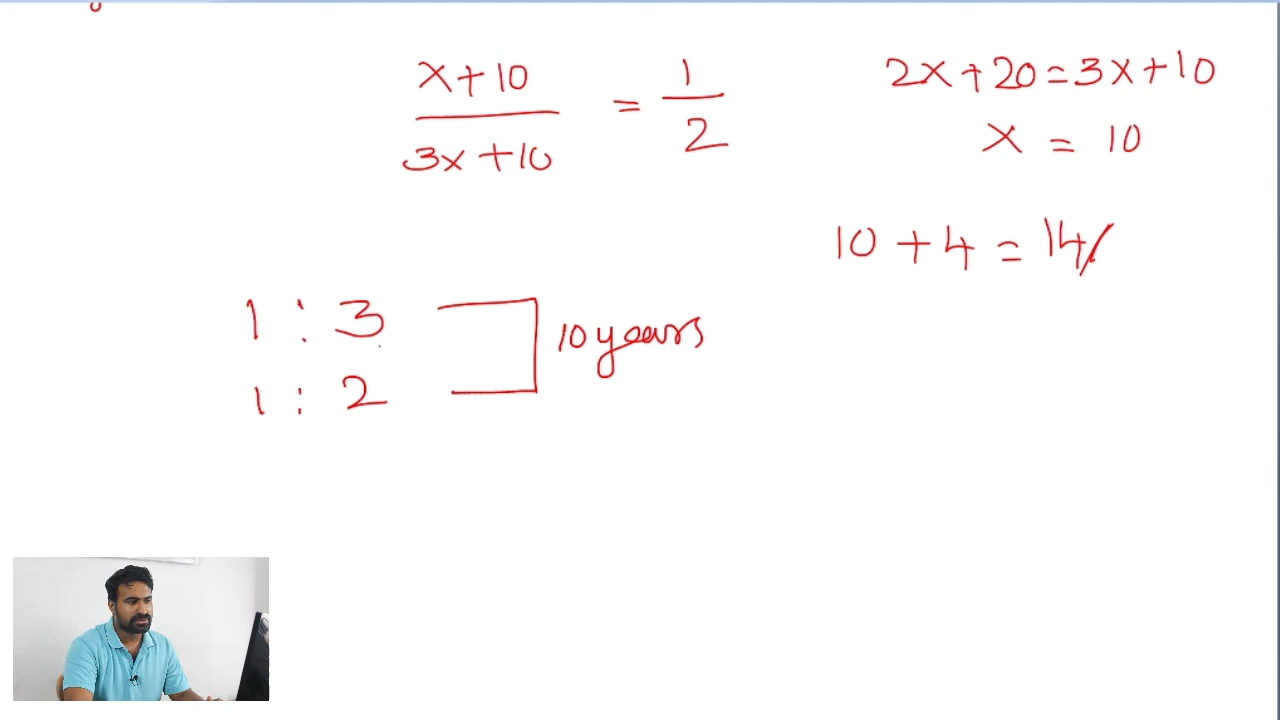 x+10
3x+10
= 1
2
2x+20=3x+10
x = 10
10+4=14/
1 : 3
10 years
1 : 2